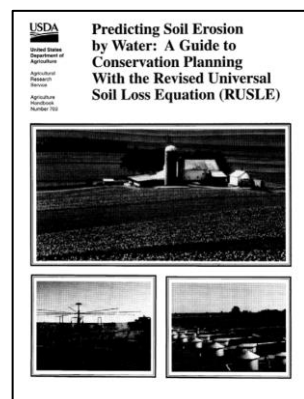 USDA
United States
Department of
Agriculture
Agricultural
Research
Service
Agriculture
Handbook
Number 703
Predicting Soil Erosion
by Water: A Guide to
Conservation Planning
With the Revised Universal
Soil Loss Equation (RUSLE)